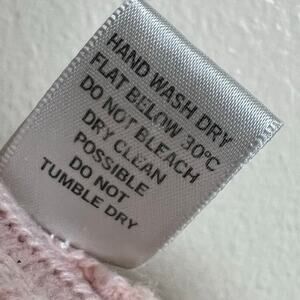 HAND WASH DRY
FLAT BELOW 30°C
DO NOT BLEACH
DRY CLEAN
POSSIBLE
DO NOT
TUMBLE DRY